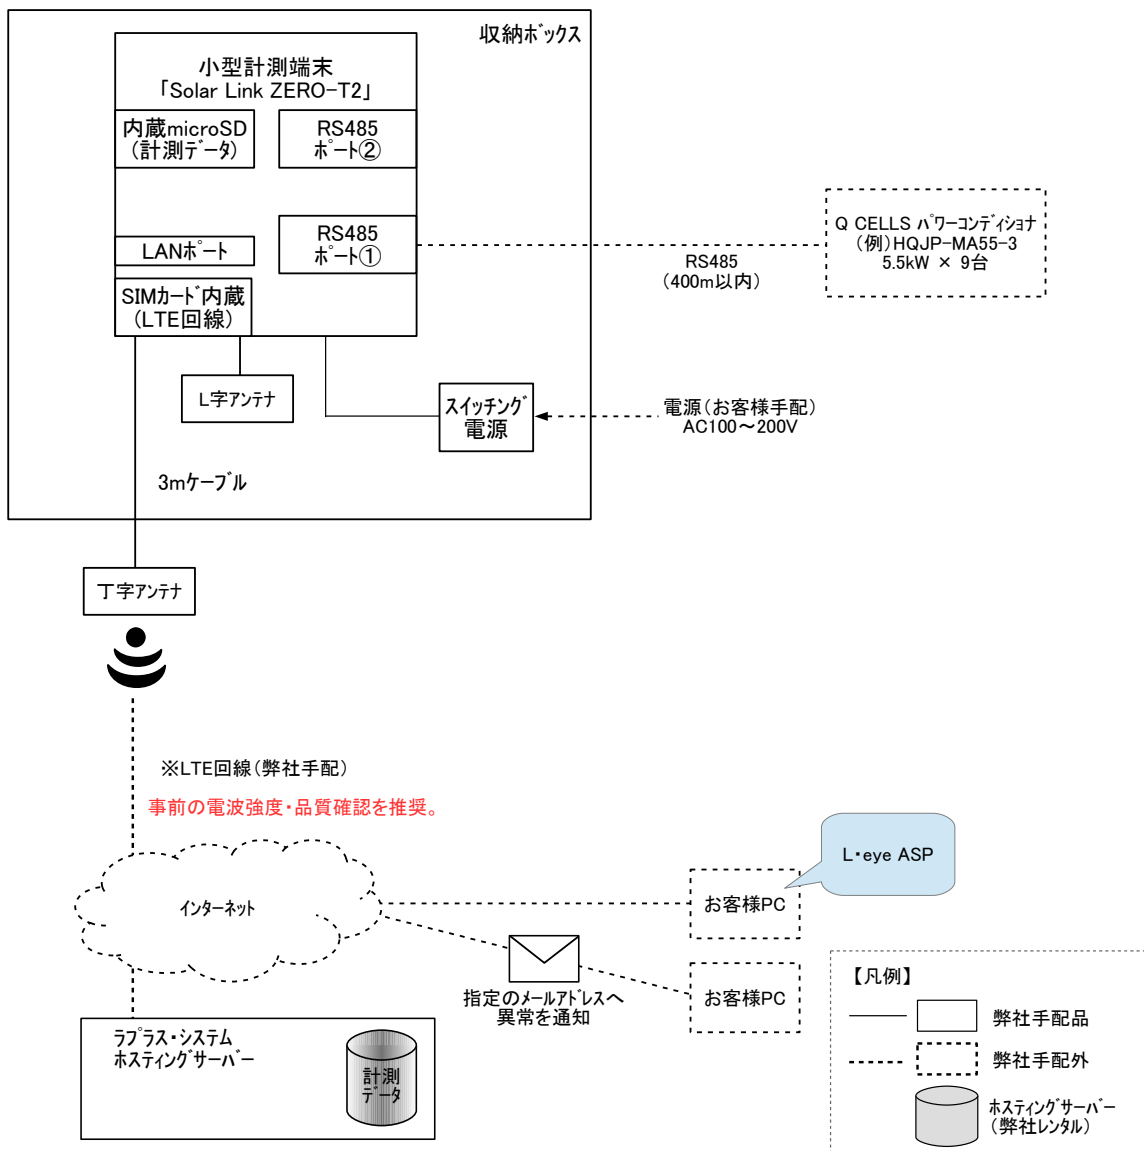 収納ﾎﾞｯｸｽ
小型計測端末
「Solar Link ZERO-T2」
内蔵microSD
(計測ﾃﾞｰﾀ)
RS485
ﾎﾟｰﾄ②
LANﾎﾟｰﾄ
RS485
ﾎﾟｰﾄ①
SIMｶｰﾄﾞ内蔵
(LTE回線)
RS485
(400m以内)
Q CELLS ﾊﾟﾜｰｺﾝﾃﾞｨｼｮﾅ
(例)HQJP-MA55-3
5.5kW × 9台
L字ｱﾝﾃﾅ
ｽｲｯﾁﾝｸﾞ
電源
電源(お客様手配)
AC100～200V
3mｹｰﾌﾞﾙ
丁字ｱﾝﾃﾅ
※LTE回線(弊社手配)
事前の電波強度・品質確認を推奨。
ｲﾝﾀｰﾈｯﾄ
L・eye ASP
お客様PC
指定のﾒｰﾙｱﾄﾞﾚｽへ
異常を通知
お客様PC
ﾗﾌﾟﾗｽ・ｼｽﾃﾑ
ﾎｽﾃｨﾝｸﾞｻｰﾊﾞｰ
計測
ﾃﾞｰﾀ
【凡例】
弊社手配品
弊社手配外
ﾎｽﾃｨﾝｸﾞｻｰﾊﾞｰ
(弊社ﾚﾝﾀﾙ)